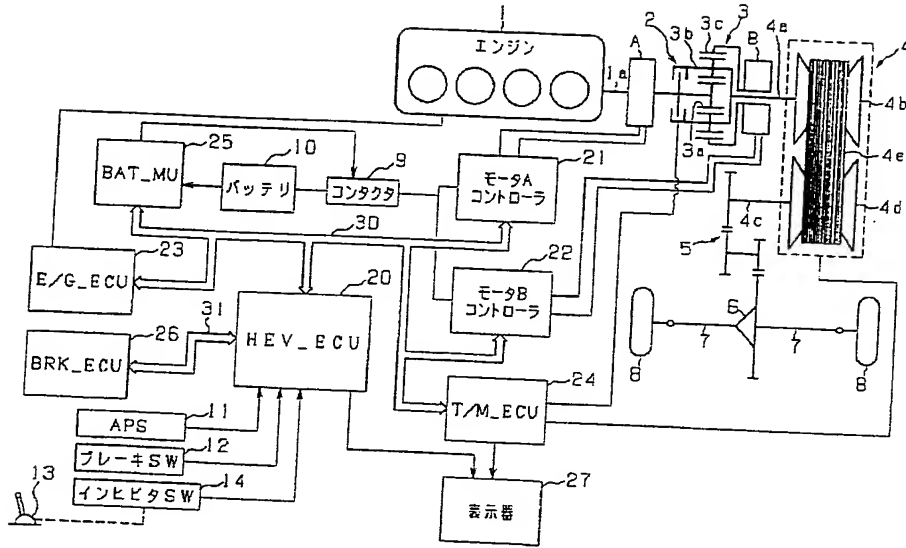 エンジン
1a
A
2
3b
3c
3
B
4a
4
4b
4e
4d
4c
3a
5
6
7
7
8
8
25
BAT_MU
10
バッテリ
9
コンタクタ
21
モータA
コントローラ
30
23
E/G_ECU
20
HEV_ECU
22
モータB
コントローラ
31
26
BRK_ECU
24
T/M_ECU
11
APS
12
ブレーキSW
14
インヒビタSW
13
27
表示器